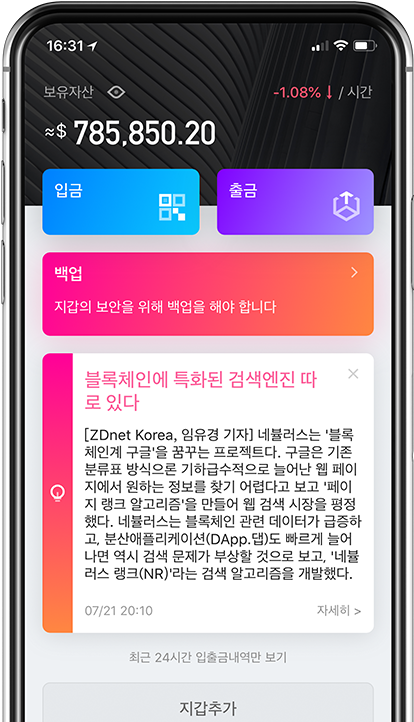 16:31
보유자산
-1.08%↓ / 시간
≈$ 785,850.20
입금
출금
백업
지갑의 보안을 위해 백업을 해야 합니다
블록체인에 특화된 검색엔진 따
로 있다
[ZDnet Korea, 임유경 기자] 네뷸러스는 '블록
체인계 구글'을 꿈꾸는 프로젝트다. 구글은 기존
분류표 방식으론 기하급수적으로 늘어난 웹 페이
지에서 원하는 정보를 찾기 어렵다고 보고 '페이
지 랭크 알고리즘'을 만들어 웹 검색 시장을 평정
했다. 네뷸러스는 블록체인 관련 데이터가 급증하
고, 분산애플리케이션(DApp.댑)도 빠르게 늘어
나면 역시 검색 문제가 부상할 것으로 보고, '네뷸
러스 랭크(NR)'라는 검색 알고리즘을 개발했다.
07/21 20:10
자세히 >
최근 24시간 입출금내역만 보기
지갑추가